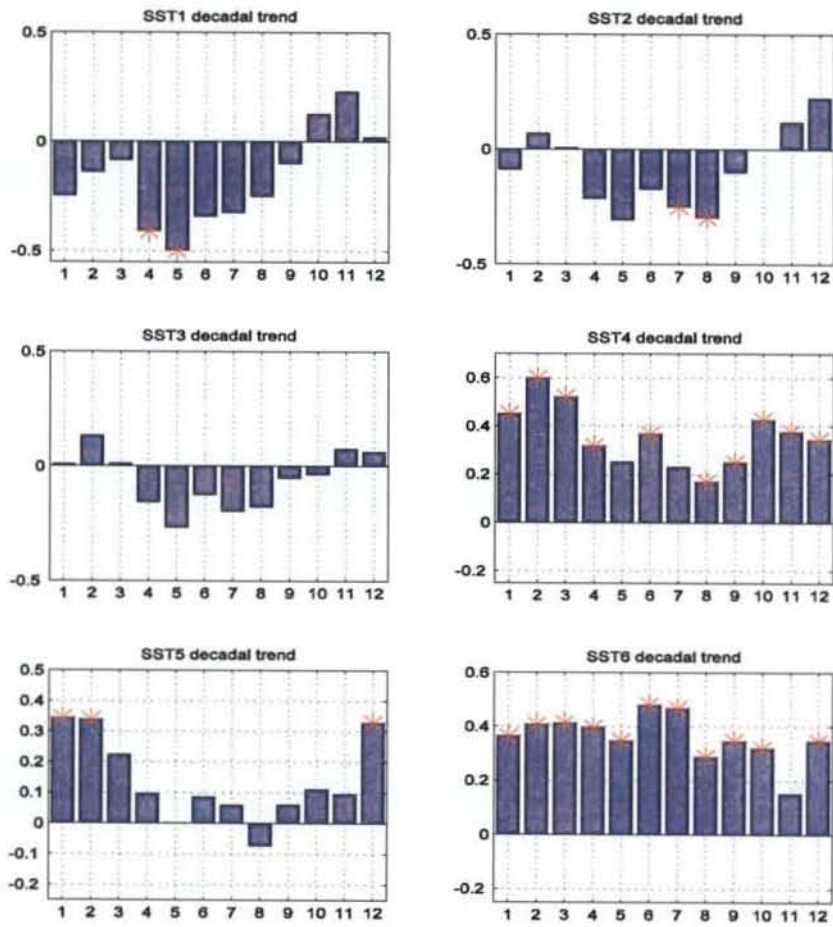 SST1 decadal trend
0.5
0
-0.5
1 2 3 4 5 6 7 8 9 10 11 12
SST2 decadal trend
0.5
0
-0.5
1 2 3 4 5 6 7 8 9 10 11 12
SST3 decadal trend
0.5
0
-0.5
1 2 3 4 5 6 7 8 9 10 11 12
SST4 decadal trend
0.6
0.4
0.2
0
-0.2
1 2 3 4 5 6 7 8 9 10 11 12
SST5 decadal trend
0.5
0.4
0.3
0.2
0.1
0
-0.1
-0.2
1 2 3 4 5 6 7 8 9 10 11 12
SST6 decadal trend
0.6
0.4
0.2
0
-0.2
1 2 3 4 5 6 7 8 9 10 11 12